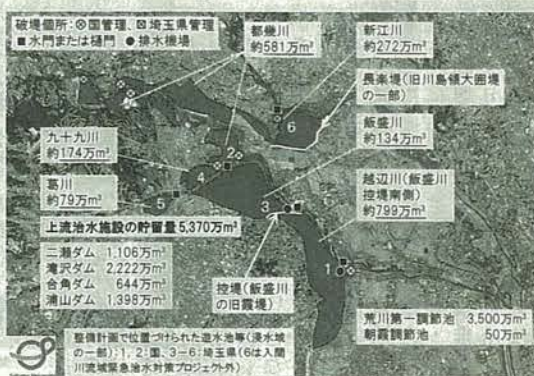 破堤個所：⊗国管理、⊠埼玉県管理
■水門または樋門 ●排水機場
都幾川
約581万m³
新江川
約272万m³
長楽堤（旧川島領大囲堤
の一部）
九十九川
約174万m³
飯盛川
約134万m³
葛川
約79万m³
越辺川（飯盛川
控堤南側）
約799万m³
上流治水施設の貯留量 5,370万m³
二瀬ダム 1,106万m³
滝沢ダム 2,222万m³
合角ダム 644万m³
浦山ダム 1,398万m³
控堤（飯盛川
の旧霞堤）
荒川第一調節池 3,500万m³
朝霞調節池 50万m³
整備計画で位置づけられた遊水池等（浸水域
の一部）：1，2：国、3－6：埼玉県（6は入間
川流域緊急治水対策プロジェクト外）
1
2
3
4
5
6